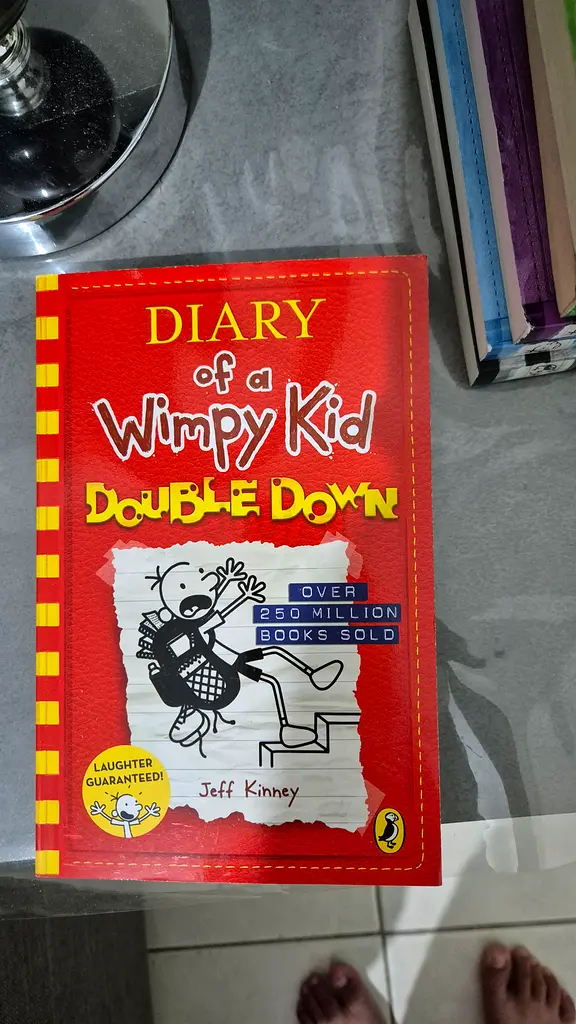 DIARY
of a
Wimpy Kid
DOUBLE DOWN
OVER
250 MILLION
BOOKS SOLD
LAUGHTER
GUARANTEED!
Jeff Kinney